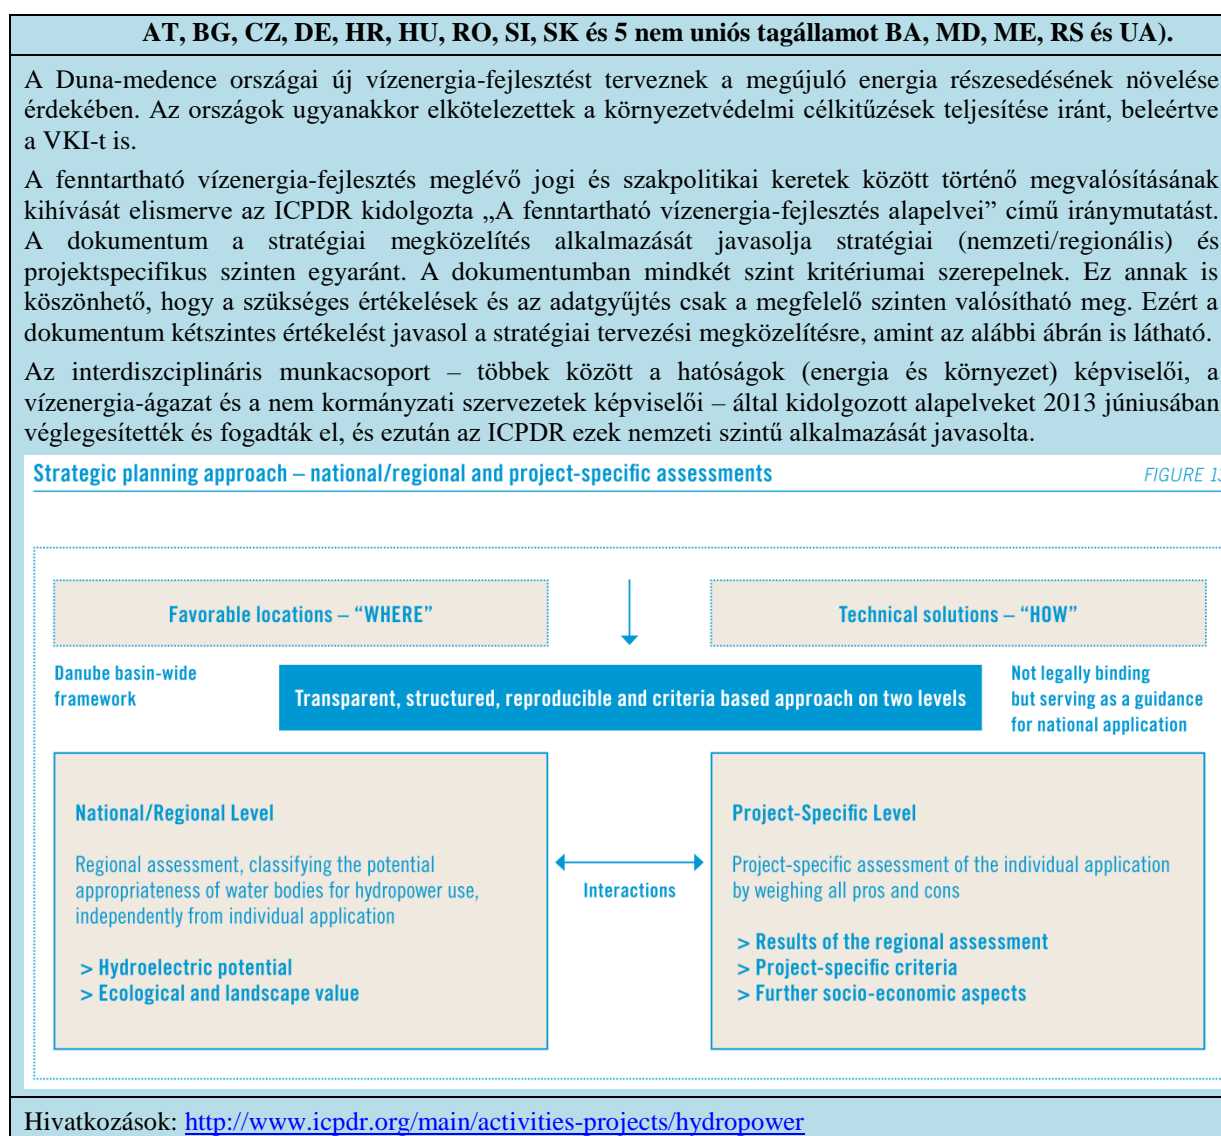 AT, BG, CZ, DE, HR, HU, RO, SI, SK és 5 nem uniós tagállamot BA, MD, ME, RS és UA).
A Duna-medence országai új vízenergia-fejlesztést terveznek a megújuló energia részesedésének növelése
érdekében. Az országok ugyanakkor elkötelezettek a környezetvédelmi célkitűzések teljesítése iránt, beleértve
a VKI-t is.
A fenntartható vízenergia-fejlesztés meglévő jogi és szakpolitikai keretek között történő megvalósításának
kihívását elismerve az ICPDR kidolgozta „A fenntartható vízenergia-fejlesztés alapelvei” című iránymutatást.
A dokumentum a stratégiai megközelítés alkalmazását javasolja stratégiai (nemzeti/regionális) és
projektspecifikus szinten egyaránt. A dokumentumban mindkét szint kritériumai szerepelnek. Ez annak is
köszönhető, hogy a szükséges értékelések és az adatgyűjtés csak a megfelelő szinten valósítható meg. Ezért a
dokumentum kétszintes értékelést javasol a stratégiai tervezési megközelítésre, amint az alábbi ábrán is látható.
Az interdiszciplináris munkacsoport – többek között a hatóságok (energia és környezet) képviselői, a
vízenergia-ágazat és a nem kormányzati szervezetek képviselői – által kidolgozott alapelveket 2013 júniusában
véglegesítették és fogadták el, és ezután az ICPDR ezek nemzeti szintű alkalmazását javasolta.
Strategic planning approach – national/regional and project-specific assessments
FIGURE 13
Favorable locations – “WHERE”
Technical solutions – “HOW”
Danube basin-wide
framework
Transparent, structured, reproducible and criteria based approach on two levels
Not legally binding
but serving as a guidance
for national application
National/Regional Level
Regional assessment, classifying the potential
appropriateness of water bodies for hydropower use,
independently from individual application
> Hydroelectric potential
> Ecological and landscape value
Interactions
Project-Specific Level
Project-specific assessment of the individual application
by weighing all pros and cons
> Results of the regional assessment
> Project-specific criteria
> Further socio-economic aspects
Hivatkozások: http://www.icpdr.org/main/activities-projects/hydropower